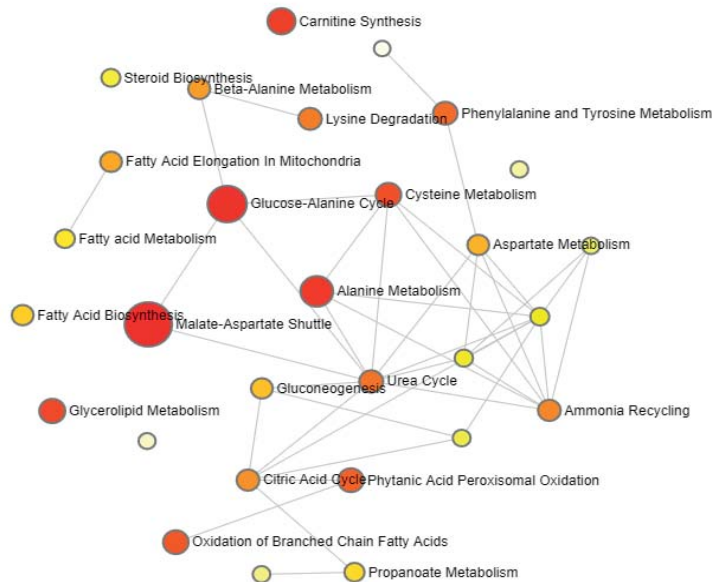 Carnitine Synthesis
Steroid Biosynthesis
Beta-Alanine Metabolism
Lysine Degradation
Phenylalanine and Tyrosine Metabolism
Fatty Acid Elongation In Mitochondria
Glucose-Alanine Cycle
Cysteine Metabolism
Fatty acid Metabolism
Aspartate Metabolism
Alanine Metabolism
Fatty Acid Biosynthesis
Malate-Aspartate Shuttle
Gluconeogenesis
Urea Cycle
Glycerolipid Metabolism
Ammonia Recycling
Citric Acid Cycle
Phytanic Acid Peroxisomal Oxidation
Oxidation of Branched Chain Fatty Acids
Propanoate Metabolism